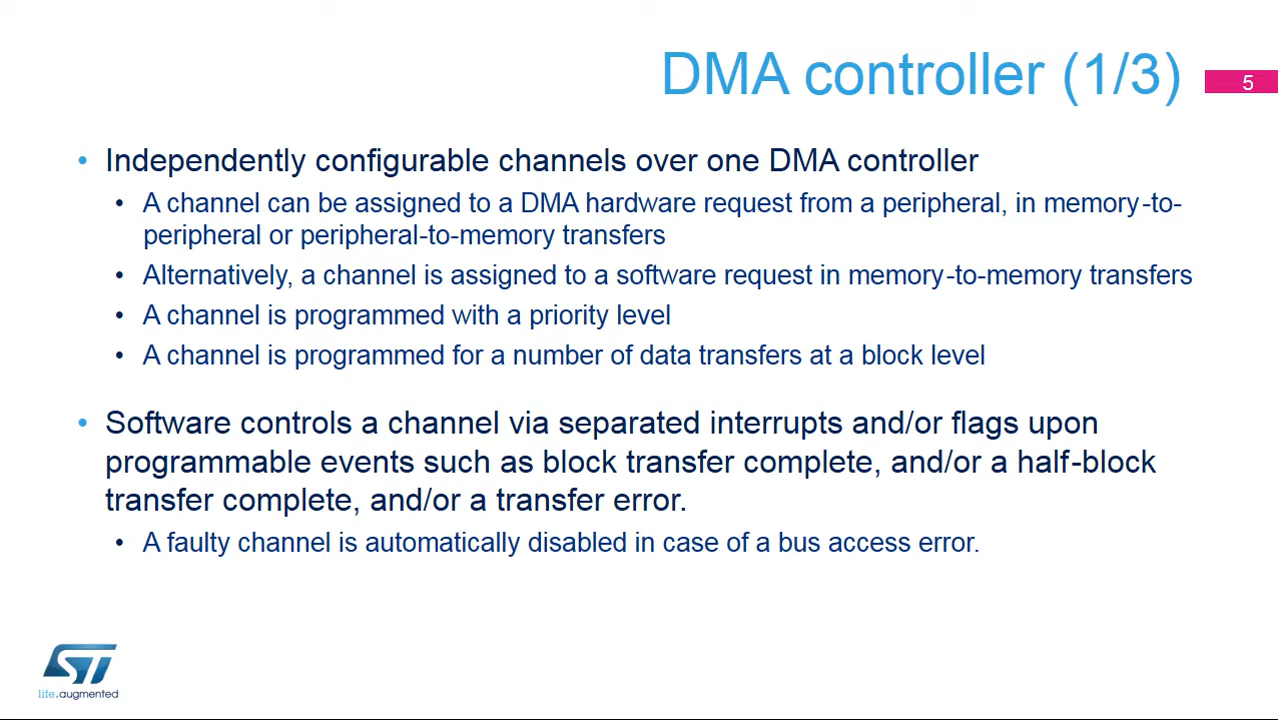 DMA controller (1/3)
5
• Independently configurable channels over one DMA controller
• A channel can be assigned to a DMA hardware request from a peripheral, in memory-to-
peripheral or peripheral-to-memory transfers
• Alternatively, a channel is assigned to a software request in memory-to-memory transfers
• A channel is programmed with a priority level
• A channel is programmed for a number of data transfers at a block level
• Software controls a channel via separated interrupts and/or flags upon
programmable events such as block transfer complete, and/or a half-block
transfer complete, and/or a transfer error.
• A faulty channel is automatically disabled in case of a bus access error.
ST
life.augmented